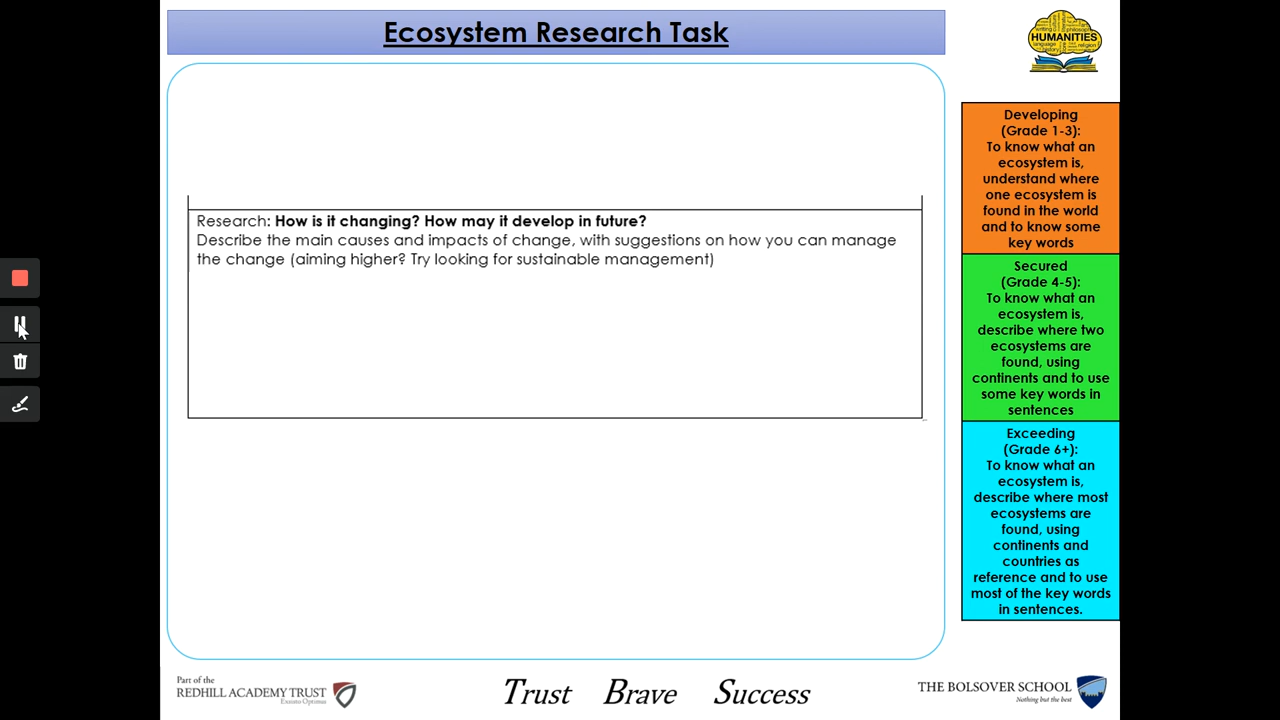 Ecosystem Research Task
HUMANITIES
writing
philosophy
language
history
religion
Research: How is it changing? How may it develop in future?
Describe the main causes and impacts of change, with suggestions on how you can manage
the change (aiming higher? Try looking for sustainable management)
Developing
(Grade 1-3):
To know what an
ecosystem is,
understand where
one ecosystem is
found in the world
and to know some
key words
Secured
(Grade 4-5):
To know what an
ecosystem is,
describe where two
ecosystems are
found, using
continents and to use
some key words in
sentences
Exceeding
(Grade 6+):
To know what an
ecosystem is,
describe where most
ecosystems are
found, using
continents and
countries as
reference and to use
most of the key words
in sentences.
Part of the
REDHILL ACADEMY TRUST
Exurio Optimus
Trust Brave Success
THE BOLSOVER SCHOOL
Nothing but the best